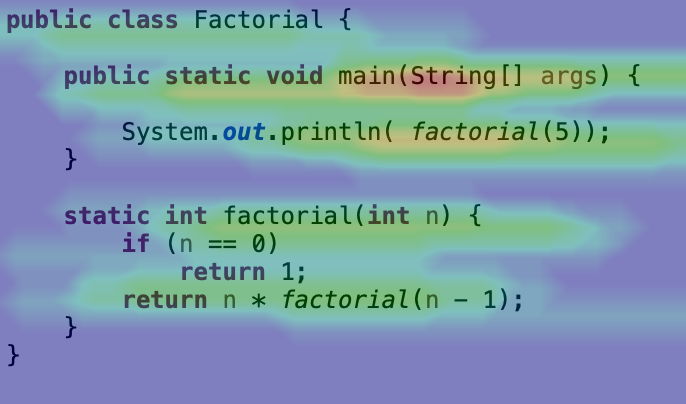 public class Factorial {
    public static void main(String[] args) {
        System.out.println( factorial(5));
    }
    static int factorial(int n) {
        if (n == 0)
            return 1;
        return n * factorial(n - 1);
    }
}